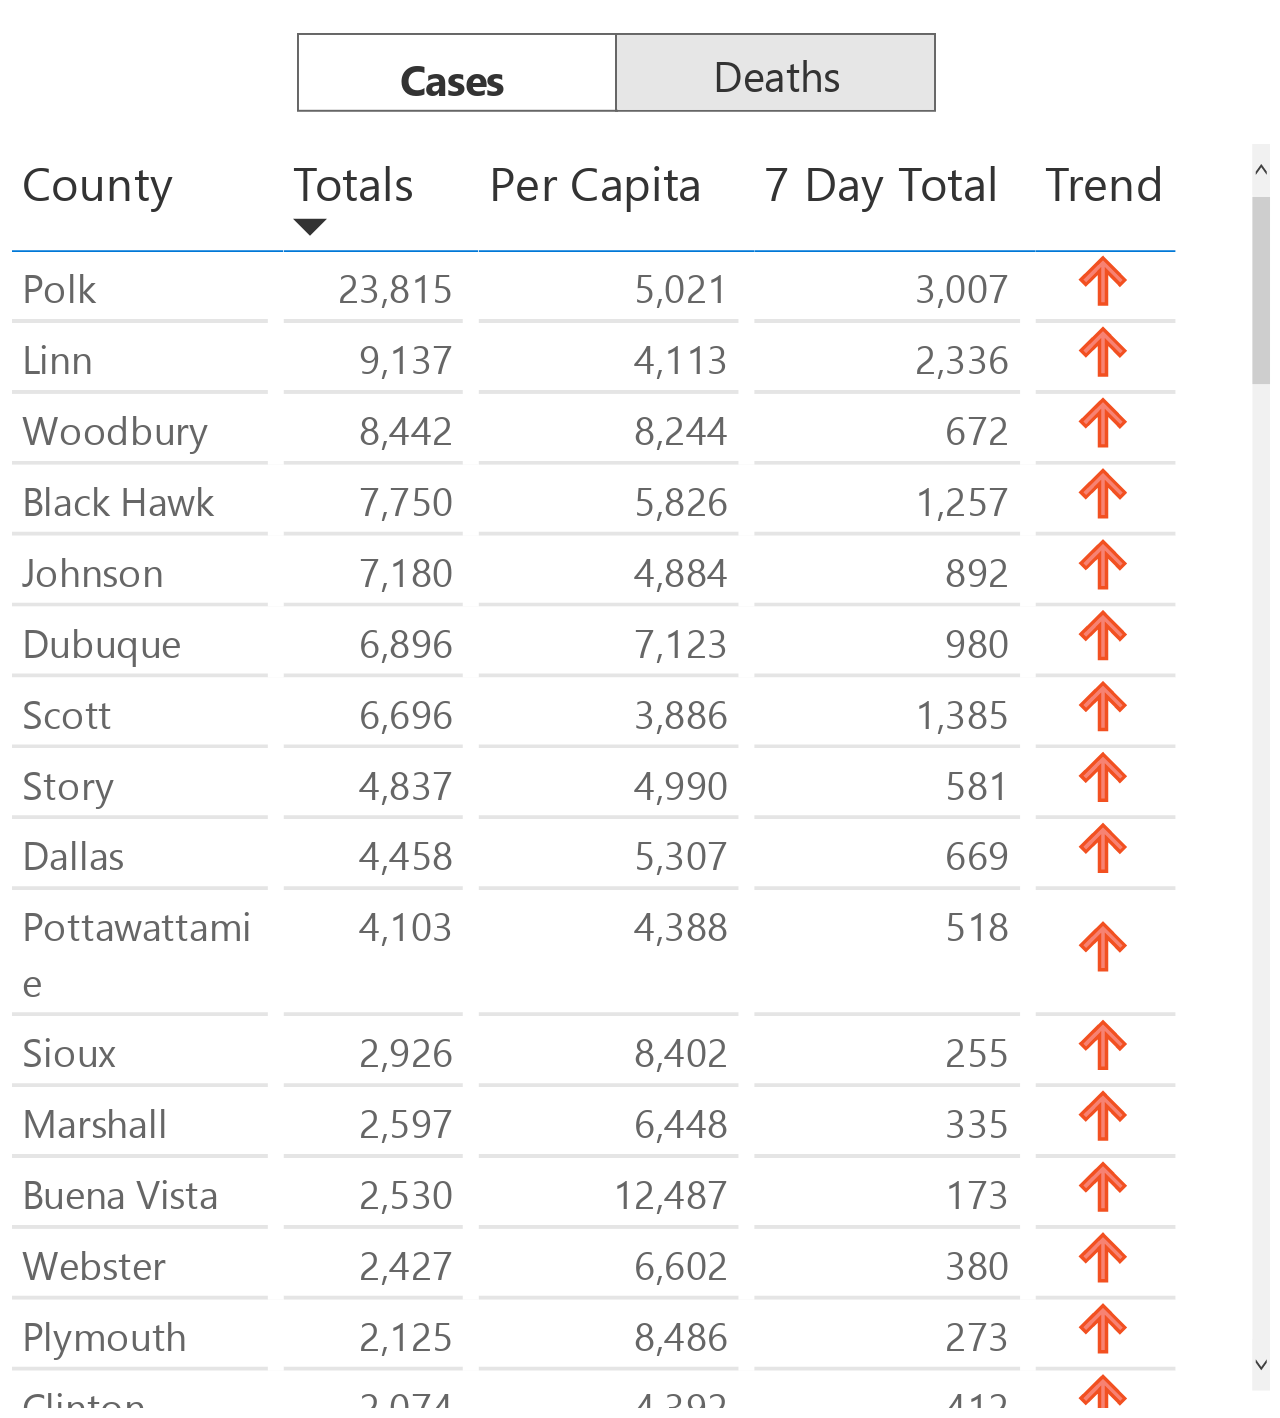 Cases Deaths
County Totals Per Capita 7 Day Total Trend
Polk 23,815 5,021 3,007
Linn 9,137 4,113 2,336
Woodbury 8,442 8,244 672
Black Hawk 7,750 5,826 1,257
Johnson 7,180 4,884 892
Dubuque 6,896 7,123 980
Scott 6,696 3,886 1,385
Story 4,837 4,990 581
Dallas 4,458 5,307 669
Pottawattami 4,103 4,388 518
e
Sioux 2,926 8,402 255
Marshall 2,597 6,448 335
Buena Vista 2,530 12,487 173
Webster 2,427 6,602 380
Plymouth 2,125 8,486 273
Clinton 2,074 4,392 412